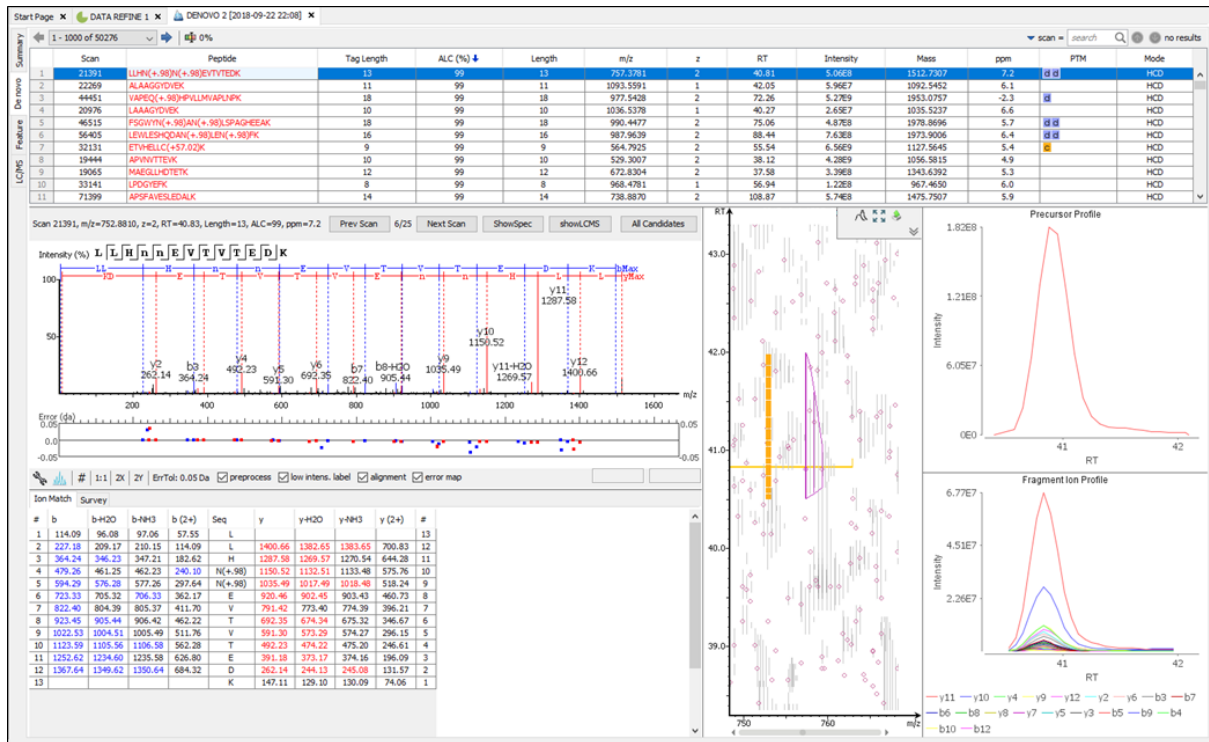 Start Page DATA REFINE 1 DENOVO 2 [2018-09-22 22:08]
1 - 1000 of 50276 0% scan = search no results
Summary
De novo
Feature
LC/MS
Scan Peptide Tag Length ALC (%) Length m/z z RT Intensity Mass ppm PTM Mode
1 21391 LLHN(+.98)N(+.98)EVTVTEDK 13 99 13 757.3781 2 40.81 5.06E8 1512.7307 7.2 d d HCD
2 22269 ALAAGGYDVEK 11 99 11 1093.5591 1 42.05 5.96E7 1092.5452 6.1 HCD
3 44451 VAPEQ(+.98)HPVLLMVAPLNPK 18 99 18 977.5428 2 72.26 5.27E9 1953.0757 -2.3 d HCD
4 20976 LAAAGYDVEK 10 99 10 1036.5378 1 40.27 2.65E7 1035.5237 6.6 HCD
5 46515 FSGWYN(+.98)AN(+.98)LSPAGHEEAK 18 99 18 990.4477 2 75.06 4.87E8 1978.8696 5.7 d d HCD
6 56405 LEWLESHQDAN(+.98)LEN(+.98)FK 16 99 16 987.9639 2 88.44 7.63E8 1973.9006 6.4 d d HCD
7 32131 ETVHELLC(+57.02)K 9 99 9 564.7925 2 55.54 6.56E9 1127.5645 5.4 c HCD
8 19444 APVNVTTEVK 10 99 10 529.3007 2 38.12 4.28E9 1056.5815 4.9 HCD
9 19065 MAEGLLHDTETK 12 99 12 672.8304 2 37.58 3.39E8 1343.6392 5.3 HCD
10 33141 LPDGYEFK 8 99 8 968.4781 1 56.94 1.22E8 967.4650 6.0 HCD
11 71399 APSFAVESLEDALK 14 99 14 738.8870 2 108.87 5.74E8 1475.7507 5.9 HCD
Scan 21391, m/z=752.8810, z=2, RT=40.83, Length=13, ALC=99, ppm=7.2 Prev Scan 6/25 Next Scan ShowSpec showLCMS All Candidates
Intensity (%) L L H n n E V T V T E D K
LL H n n E V T V T E D K bMax
KD E T V T V E n n H L L yMax
100
50
y2
262.14
b3
364.24
y4
492.23
y5
591.30
y6
692.35
b7
822.40
b8-H2O
905.44
y9
1035.49
y10
1150.52
y11-H2O
1269.57
y11
1287.58
y12
1400.66
200 400 600 800 1000 1200 1400 1600 m/z
Error (da)
0.05 0.05
0.0
-0.05 -0.05
# 1:1 2X 2Y ErrTol: 0.05 Da preprocess low intens. label alignment error map
Ion Match Survey
# b b-H2O b-NH3 b (2+) Seq y y-H2O y-NH3 y (2+) #
1 114.09 96.08 97.06 57.55 L 13
2 227.18 209.17 210.15 114.09 L 1400.66 1382.65 1383.65 700.83 12
3 364.24 346.23 347.21 182.62 H 1287.58 1269.57 1270.54 644.28 11
4 479.26 461.25 462.23 240.10 N(+.98) 1150.52 1132.51 1133.48 575.76 10
5 594.29 576.28 577.26 297.64 N(+.98) 1035.49 1017.49 1018.48 518.24 9
6 723.33 705.32 706.33 362.17 E 920.46 902.45 903.43 460.73 8
7 822.40 804.39 805.37 411.70 V 791.42 773.40 774.39 396.21 7
8 923.45 905.44 906.42 462.22 T 692.35 674.34 675.32 346.67 6
9 1022.53 1004.51 1005.49 511.76 V 591.30 573.29 574.27 296.15 5
10 1123.59 1105.56 1106.58 562.28 T 492.23 474.22 475.20 246.61 4
11 1252.62 1234.60 1235.58 626.80 E 391.18 373.17 374.16 196.09 3
12 1367.64 1349.62 1350.64 684.32 D 262.14 244.13 245.08 131.57 2
13 K 147.11 129.10 130.09 74.06 1
RT
43.0
42.0
41.0
40.0
39.0
750 760 m/z
Precursor Profile
Intensity
1.82E8
1.21E8
6.05E7
0E0
41 42
RT
Fragment Ion Profile
Intensity
6.77E7
4.51E7
2.26E7
41 42
RT
y11 y10 y4 y9 y12 y2 y6 b3 b7
b6 b8 y8 y7 y5 y3 b5 b9 b4
b10 b12